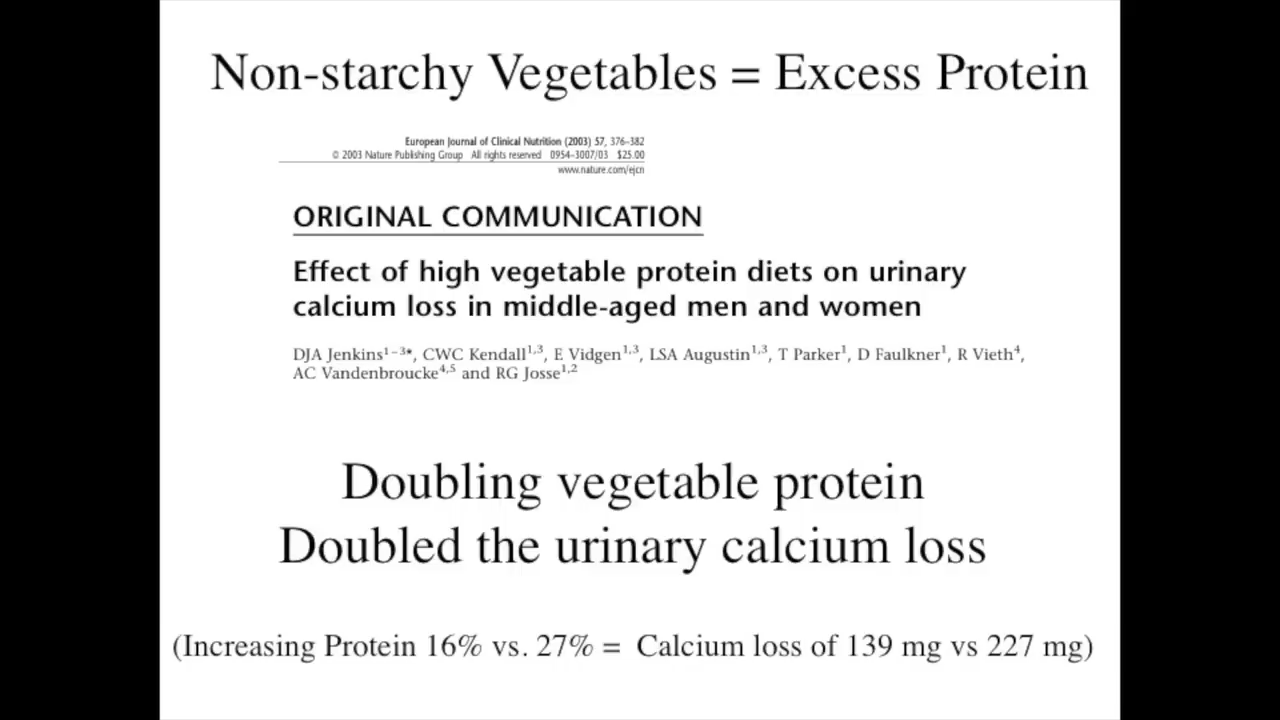 Non-starchy Vegetables = Excess Protein
European Journal of Clinical Nutrition (2003) 57, 376–382
© 2003 Nature Publishing Group All rights reserved 0954-3007/03 $25.00
www.nature.com/ejcn
ORIGINAL COMMUNICATION
Effect of high vegetable protein diets on urinary
calcium loss in middle-aged men and women
DJA Jenkins¹⁻³*, CWC Kendall¹,³, E Vidgen¹,³, LSA Augustin¹,³, T Parker¹, D Faulkner¹, R Vieth⁴,
AC Vandenbroucke⁴,⁵ and RG Josse¹,²
Doubling vegetable protein
Doubled the urinary calcium loss
(Increasing Protein 16% vs. 27% = Calcium loss of 139 mg vs 227 mg)